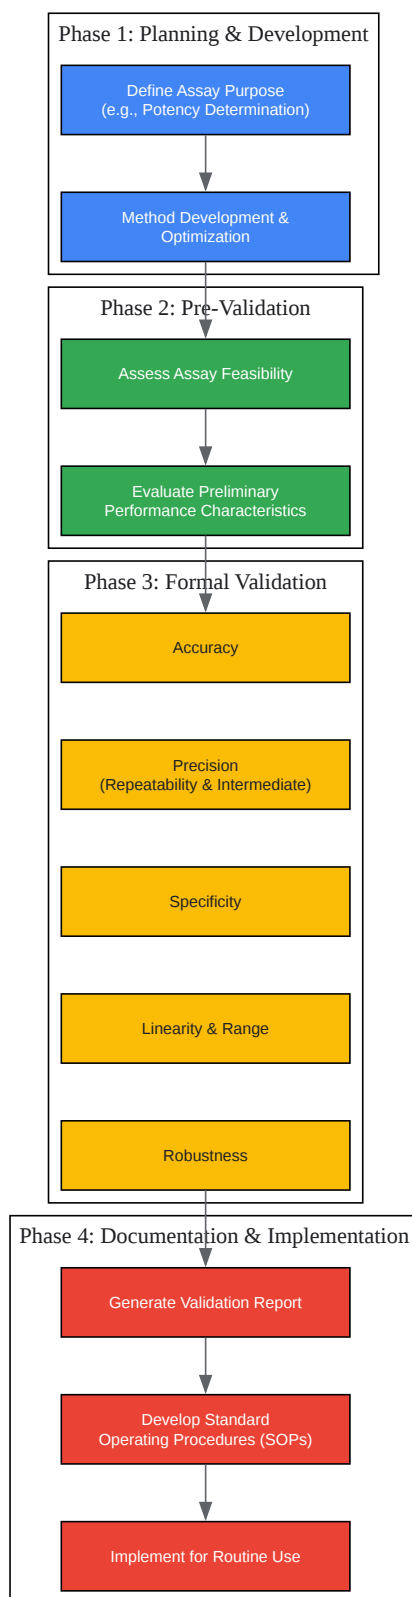 Phase 1: Planning & Development
Define Assay Purpose
(e.g., Potency Determination)
Method Development &
Optimization
Phase 2: Pre-Validation
Assess Assay Feasibility
Evaluate Preliminary
Performance Characteristics
Phase 3: Formal Validation
Accuracy
Precision
(Repeatability & Intermediate)
Specificity
Linearity & Range
Robustness
Phase 4: Documentation & Implementation
Generate Validation Report
Develop Standard
Operating Procedures (SOPs)
Implement for Routine Use